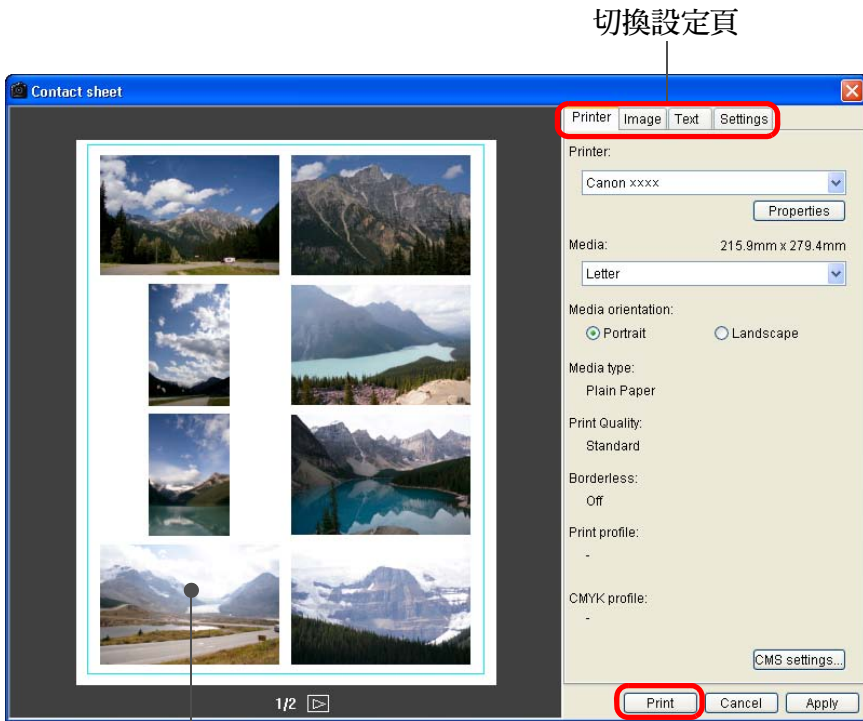 切換設定頁
Contact sheet
Printer Image Text Settings
Printer:
Canon xxxx
Properties
Media: 215.9mm x 279.4mm
Letter
Media orientation:
Portrait Landscape
Media type:
Plain Paper
Print Quality:
Standard
Borderless:
Off
Print profile:
-
CMYK profile:
-
CMS settings...
1/2
Print Cancel Apply